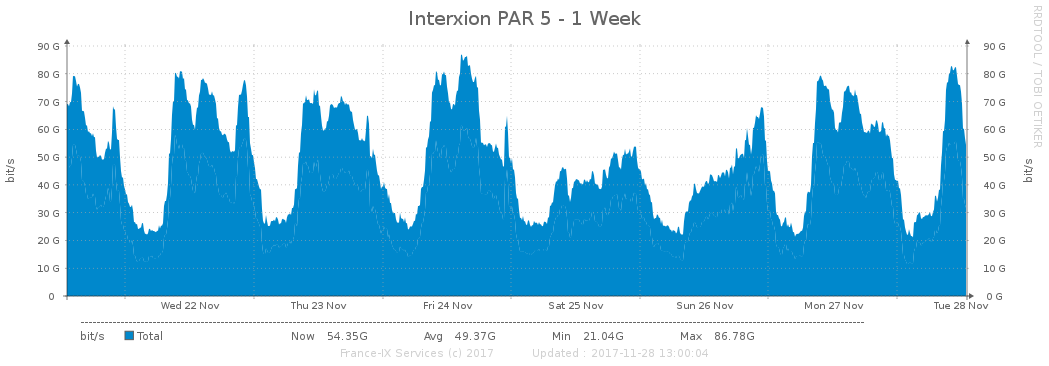 Interxion PAR 5 - 1 Week
RRDTOOL / TOBI OETIKER
90 G 90 G
80 G 80 G
70 G 70 G
60 G 60 G
50 G 50 G
40 G 40 G
30 G 30 G
20 G 20 G
10 G 10 G
0 0 G
bit/s
bit/s
Wed 22 Nov Thu 23 Nov Fri 24 Nov Sat 25 Nov Sun 26 Nov Mon 27 Nov Tue 28 Nov
bit/s Total Now 54.35G Avg 49.37G Min 21.04G Max 86.78G
France-IX Services (c) 2017 Updated : 2017-11-28 13:00:04